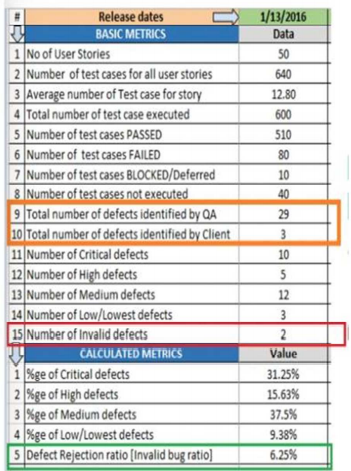 # Release dates 1/13/2016
BASIC METRICS Data
1 No of User Stories 50
2 Number of test cases for all user stories 640
3 Average number of Test case for story 12.80
4 Total number of test case executed 600
5 Number of test cases PASSED 510
6 Number of test cases FAILED 80
7 Number of test cases BLOCKED/Deferred 10
8 Number of test cases not executed 40
9 Total number of defects identified by QA 29
10 Total number of defects identified by Client 3
11 Number of Critical defects 10
12 Number of High defects 5
13 Number of Medium defects 12
14 Number of Low/Lowest defects 3
15 Number of Invalid defects 2
CALCULATED METRICS Value
1 %ge of Critical defects 31.25%
2 %ge of High defects 15.63%
3 %ge of Medium defects 37.5%
4 %ge of Low/Lowest defects 9.38%
5 Defect Rejection ratio [Invalid bug ratio] 6.25%